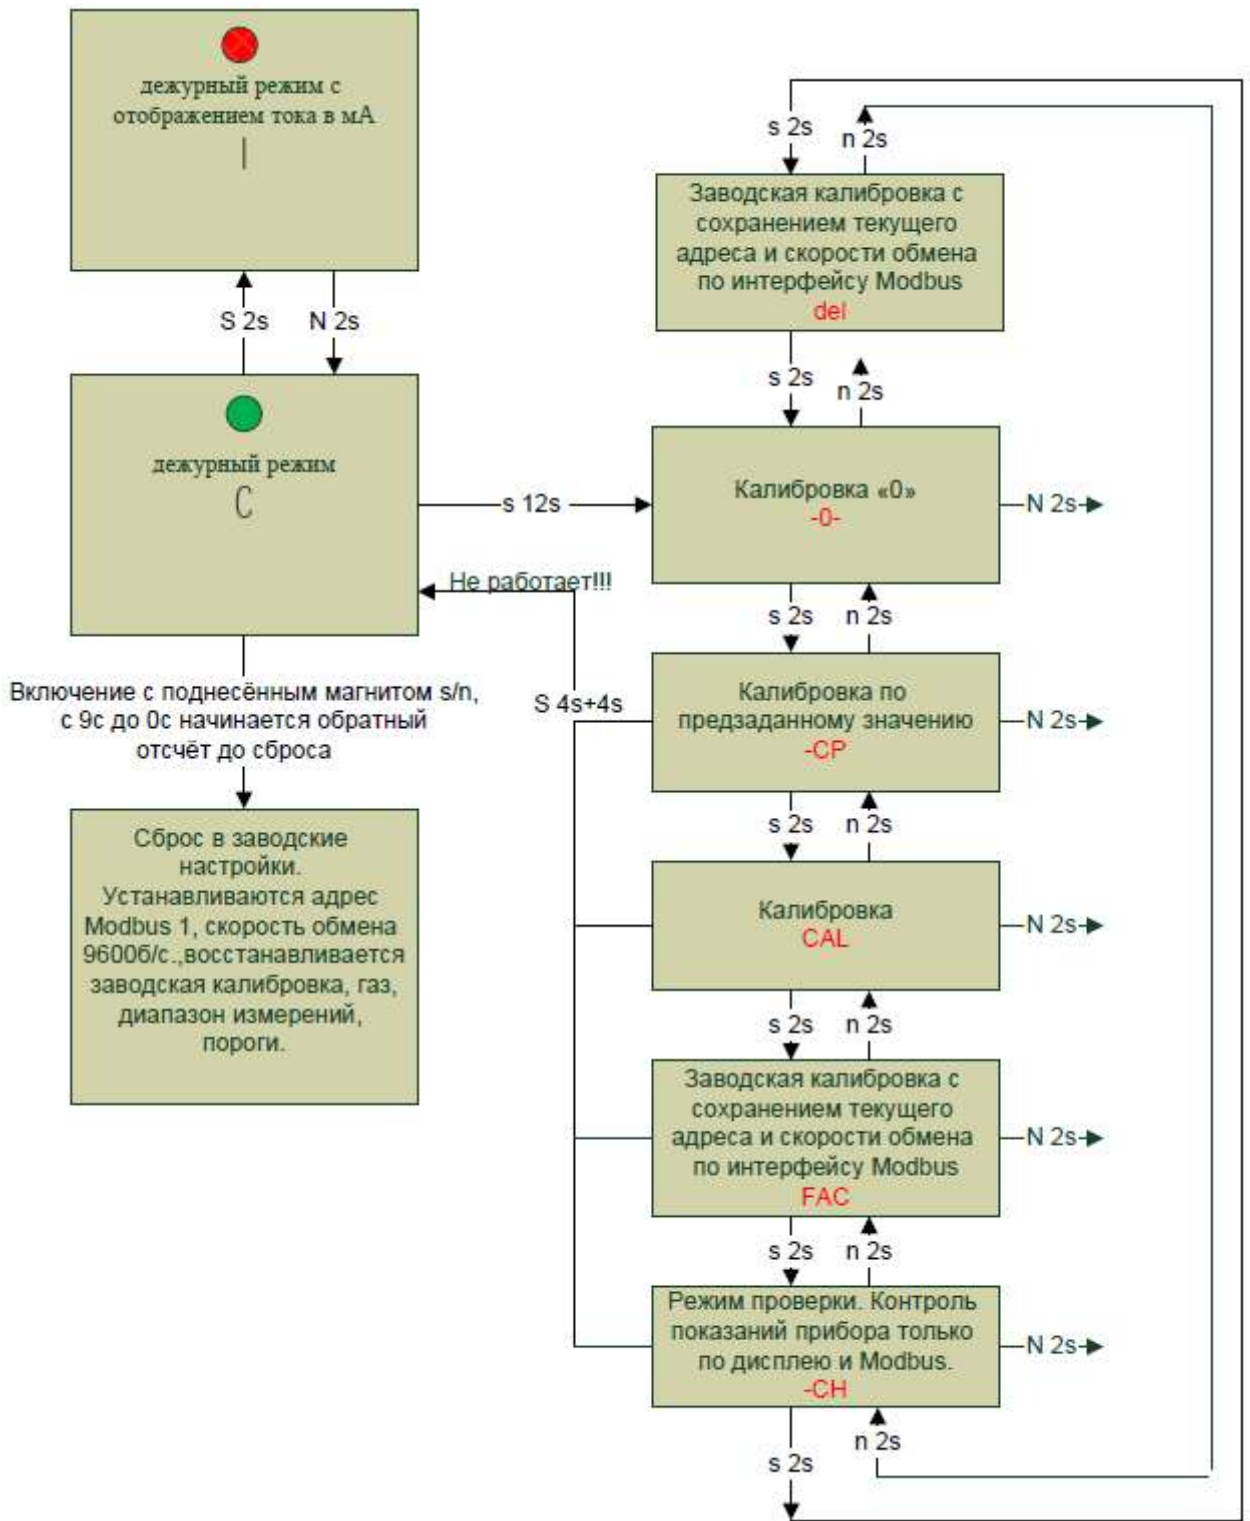 дежурный режим с
отображением тока в мА
I
S 2s
N 2s
дежурный режим
C
s 12s
Не работает!!!
S 4s+4s
Включение с поднесённым магнитом s/n,
с 9с до 0с начинается обратный
отсчёт до сброса
Сброс в заводские
настройки.
Устанавливаются адрес
Modbus 1, скорость обмена
9600б/с.,восстанавливается
заводская калибровка, газ,
диапазон измерений,
пороги.
s 2s
n 2s
Заводская калибровка с
сохранением текущего
адреса и скорости обмена
по интерфейсу Modbus
del
s 2s
n 2s
Калибровка «0»
-0-
N 2s
s 2s
n 2s
Калибровка по
предзаданному значению
-CP
N 2s
s 2s
n 2s
Калибровка
CAL
N 2s
s 2s
n 2s
Заводская калибровка с
сохранением текущего
адреса и скорости обмена
по интерфейсу Modbus
FAC
N 2s
s 2s
n 2s
Режим проверки. Контроль
показаний прибора только
по дисплею и Modbus.
-CH
N 2s
s 2s
n 2s